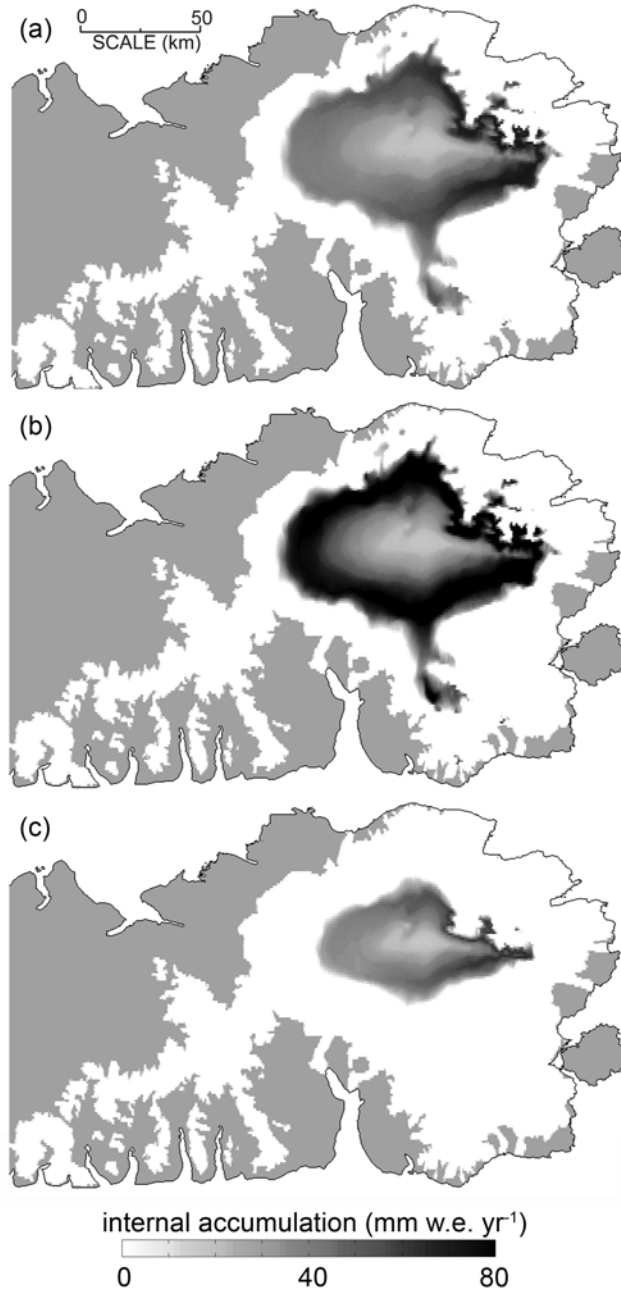 (a)
0 50
SCALE (km)
(b)
(c)
internal accumulation (mm w.e. yr⁻¹)
0 40 80